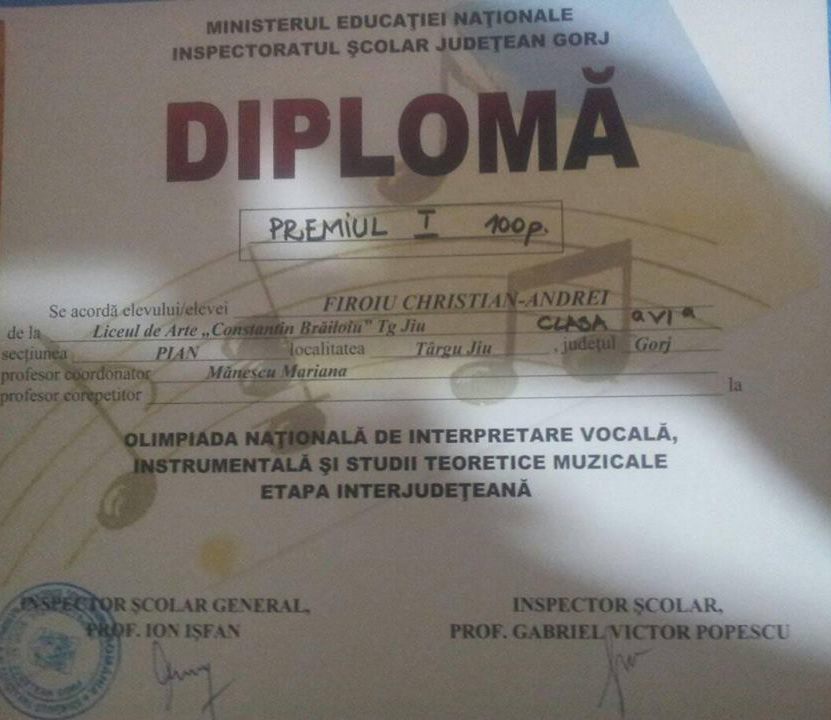 MINISTERUL EDUCAŢIEI NAŢIONALE
INSPECTORATUL ŞCOLAR JUDEŢEAN GORJ
DIPLOMĂ
PREMIUL I 100p.
Se acordă elevului/elevei FIROIU CHRISTIAN-ANDREI
de la Liceul de Arte „Constantin Brăiloiu” Tg Jiu CLASA a VI a
secţiunea PIAN localitatea Târgu Jiu , judeţul Gorj
profesor coordonator Mănescu Mariana
profesor corepetitor la
OLIMPIADA NAŢIONALĂ DE INTERPRETARE VOCALĂ,
INSTRUMENTALĂ ŞI STUDII TEORETICE MUZICALE
ETAPA INTERJUDEŢEANĂ
INSPECTOR ŞCOLAR GENERAL,
PROF. ION IŞFAN
INSPECTOR ŞCOLAR,
PROF. GABRIEL VICTOR POPESCU